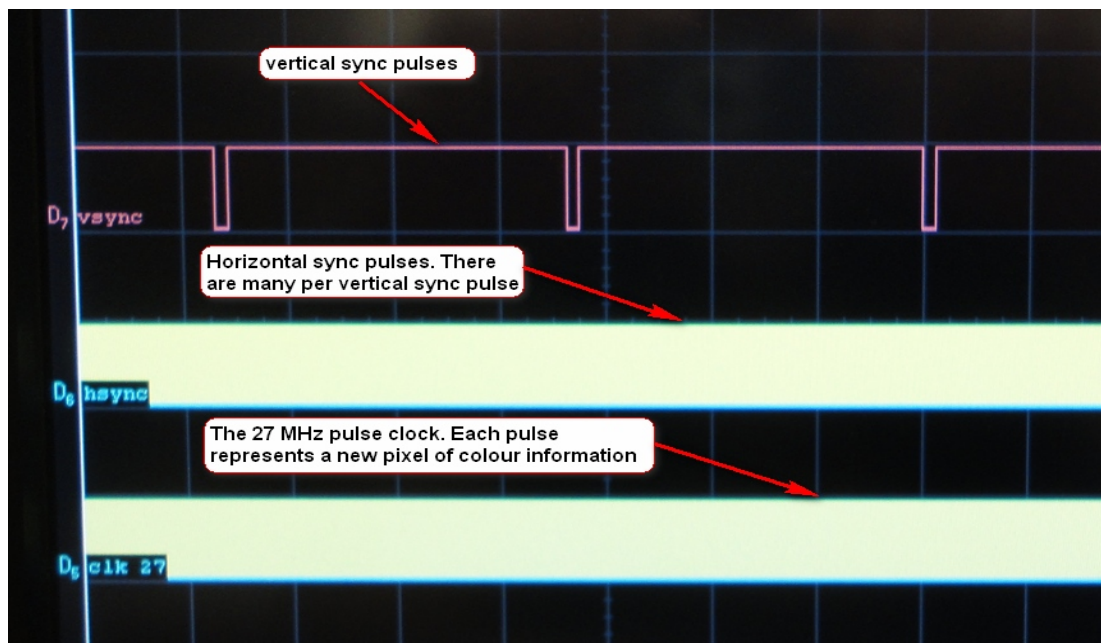 vertical sync pulses
D7 vsync
Horizontal sync pulses. There
are many per vertical sync pulse
D6 hsync
The 27 MHz pulse clock. Each pulse
represents a new pixel of colour information
D5 clk 27